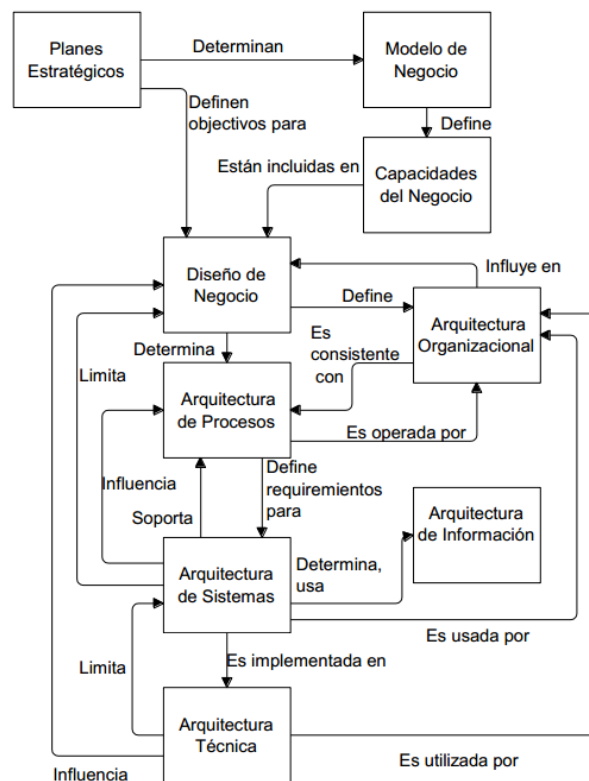 Planes
Estratégicos
Determinan
Modelo de
Negocio
Definen
objectivos para
Define
Están incluidas en
Capacidades
del Negocio
Diseño de
Negocio
Influye en
Define
Arquitectura
Organizacional
Es
consistente
con
Determina
Limita
Arquitectura
de Procesos
Es operada por
Define
requirimientos
para
Influencia
Soporta
Arquitectura
de Información
Arquitectura
de Sistemas
Determina,
usa
Es usada por
Es implementada en
Limita
Arquitectura
Técnica
Es utilizada por
Influencia